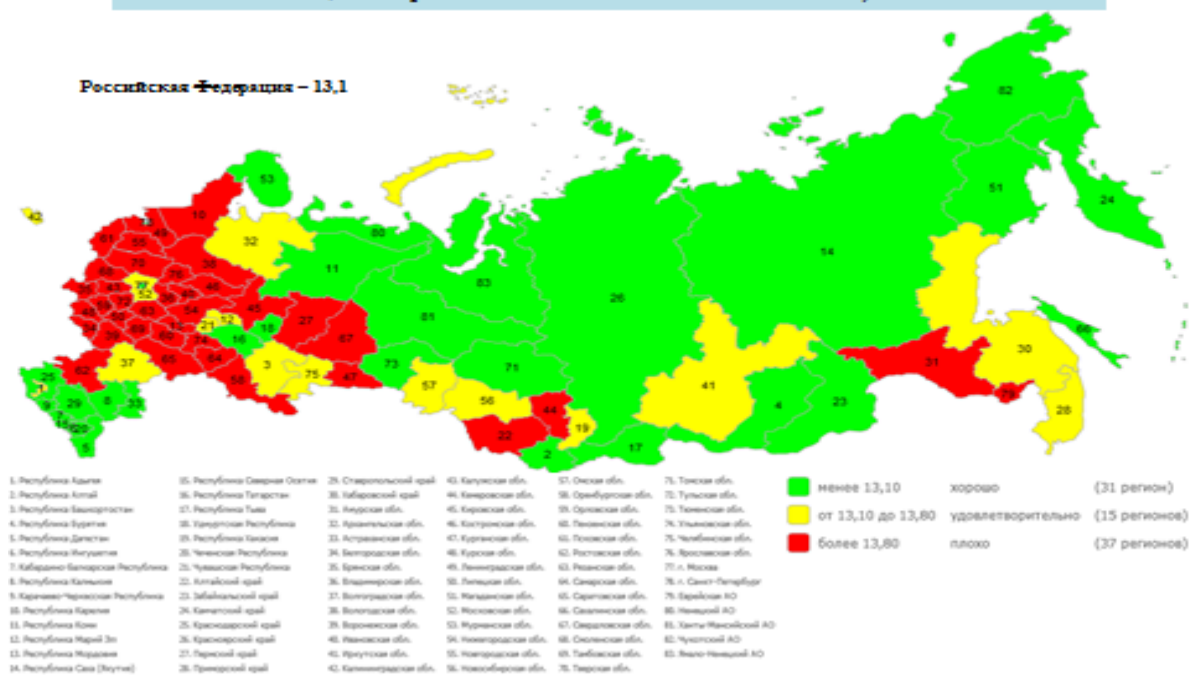 Российская Федерация – 13,1
менее 13,10 хорошо (31 регион)
от 13,10 до 13,80 удовлетворительно (15 регионов)
более 13,80 плохо (37 регионов)
1. Республика Адыгея
2. Республика Алтай
3. Республика Башкортостан
4. Республика Бурятия
5. Республика Дагестан
6. Республика Ингушетия
7. Кабардино-Балкарская Республика
8. Республика Калмыкия
9. Карачаево-Черкесская Республика
10. Республика Карелия
11. Республика Коми
12. Республика Марий Эл
13. Республика Мордовия
14. Республика Саха (Якутия)
15. Республика Северная Осетия
16. Республика Татарстан
17. Республика Тыва
18. Удмуртская Республика
19. Республика Хакасия
20. Чеченская Республика
21. Чувашская Республика
22. Алтайский край
23. Забайкальский край
24. Камчатский край
25. Краснодарский край
26. Красноярский край
27. Пермский край
28. Приморский край
29. Ставропольский край
30. Хабаровский край
31. Амурская обл.
32. Архангельская обл.
33. Астраханская обл.
34. Белгородская обл.
35. Брянская обл.
36. Владимирская обл.
37. Волгоградская обл.
38. Вологодская обл.
39. Воронежская обл.
40. Ивановская обл.
41. Иркутская обл.
42. Калининградская обл.
43. Калужская обл.
44. Кемеровская обл.
45. Кировская обл.
46. Костромская обл.
47. Курганская обл.
48. Курская обл.
49. Ленинградская обл.
50. Липецкая обл.
51. Магаданская обл.
52. Московская обл.
53. Мурманская обл.
54. Нижегородская обл.
55. Новгородская обл.
56. Новосибирская обл.
57. Омская обл.
58. Оренбургская обл.
59. Орловская обл.
60. Пензенская обл.
61. Псковская обл.
62. Ростовская обл.
63. Рязанская обл.
64. Самарская обл.
65. Саратовская обл.
66. Сахалинская обл.
67. Свердловская обл.
68. Смоленская обл.
69. Тамбовская обл.
70. Тверская обл.
71. Томская обл.
72. Тульская обл.
73. Тюменская обл.
74. Ульяновская обл.
75. Челябинская обл.
76. Ярославская обл.
77. г. Москва
78. г. Санкт-Петербург
79. Еврейская АО
80. Ненецкий АО
81. Ханты-Мансийский АО
82. Чукотский АО
83. Ямало-Ненецкий АО